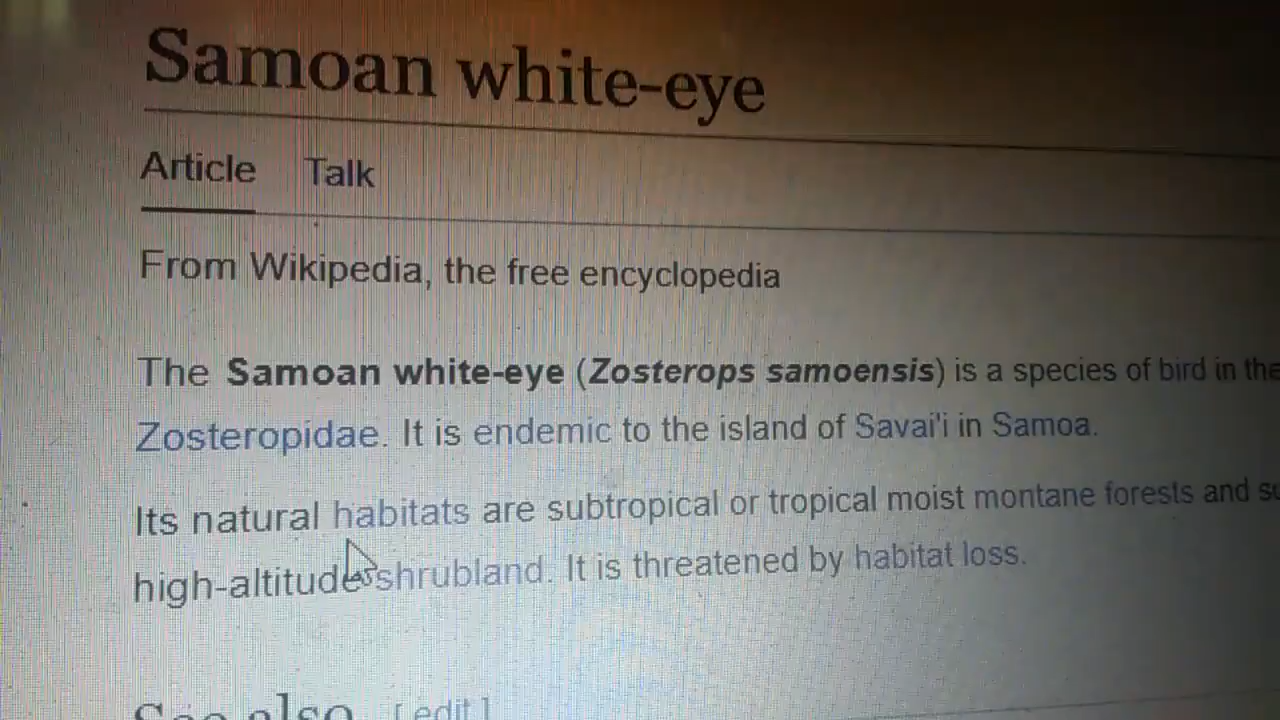 Samoan white-eye
Article Talk
From Wikipedia, the free encyclopedia
The Samoan white-eye (Zosterops samoensis) is a species of bird in the
Zosteropidae. It is endemic to the island of Savai'i in Samoa.
Its natural habitats are subtropical or tropical moist montane forests and
high-altitude shrubland. It is threatened by habitat loss.
See also [ edit ]